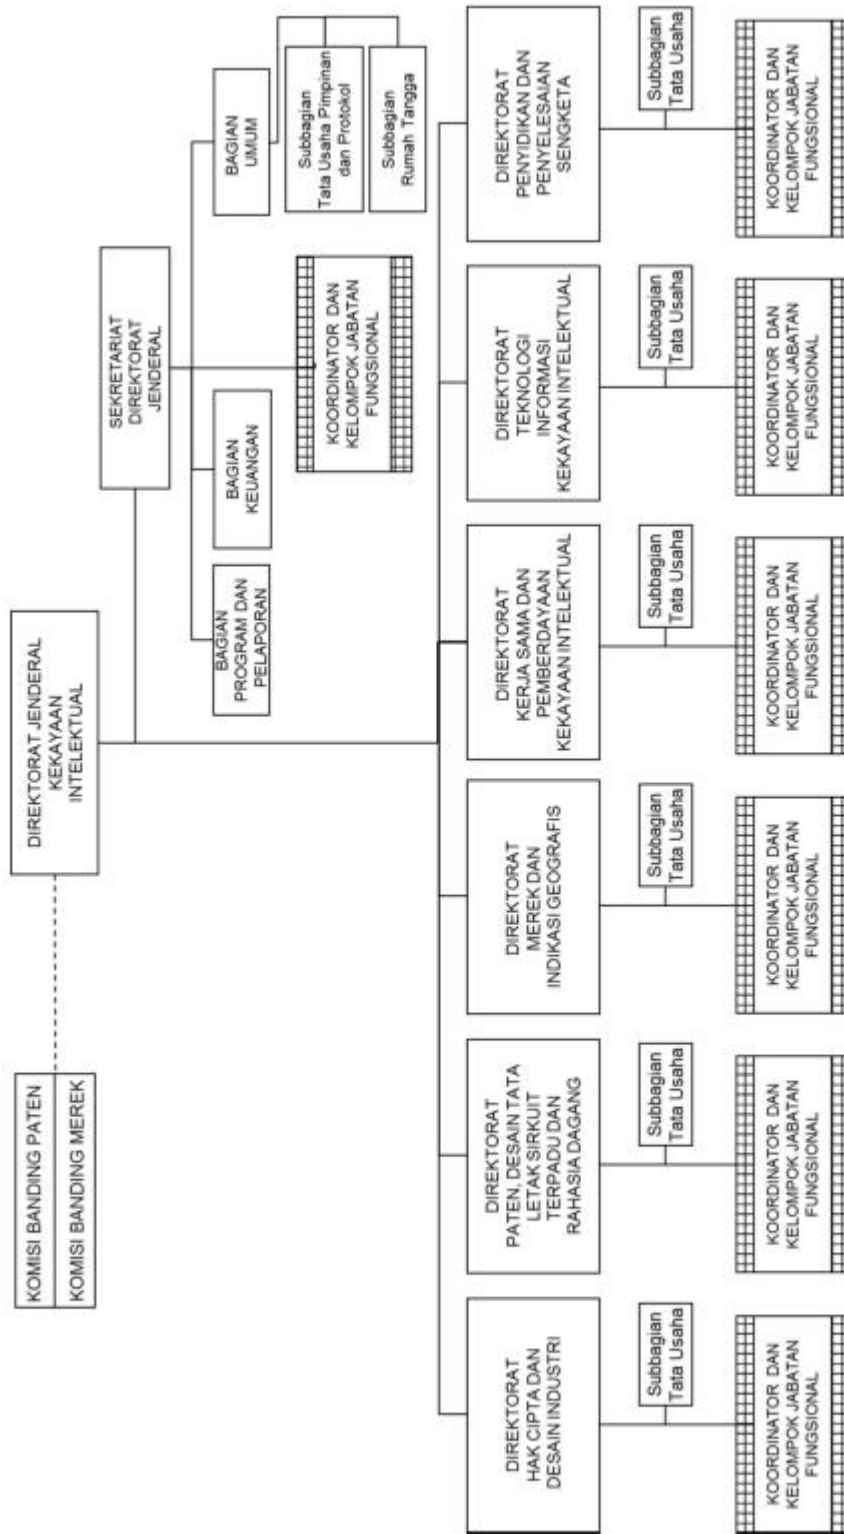 KOMISI BANDING PATEN
KOMISI BANDING MEREK
DIREKTORAT JENDERAL
KEKAYAAN
INTELEKTUAL
SEKRETARIAT
DIREKTORAT
JENDERAL
BAGIAN
PROGRAM DAN
PELAPORAN
BAGIAN
KEUANGAN
BAGIAN
UMUM
KOORDINATOR DAN
KELOMPOK JABATAN
FUNGSIONAL
Subbagian
Tata Usaha Pimpinan
dan Protokol
Subbagian
Rumah Tangga
DIREKTORAT
HAK CIPTA DAN
DESAIN INDUSTRI
DIREKTORAT
PATEN, DESAIN TATA
LETAK SIRKUIT
TERPADU DAN
RAHASIA DAGANG
DIREKTORAT
MEREK DAN
INDIKASI GEOGRAFIS
DIREKTORAT
KERJA SAMA DAN
PEMBERDAYAAN
KEKAYAAN INTELEKTUAL
DIREKTORAT
TEKNOLOGI
INFORMASI
KEKAYAAN INTELEKTUAL
DIREKTORAT
PENYIDIKAN DAN
PENYELESAIAN
SENGKETA
Subbagian
Tata Usaha
Subbagian
Tata Usaha
Subbagian
Tata Usaha
Subbagian
Tata Usaha
Subbagian
Tata Usaha
Subbagian
Tata Usaha
KOORDINATOR DAN
KELOMPOK JABATAN
FUNGSIONAL
KOORDINATOR DAN
KELOMPOK JABATAN
FUNGSIONAL
KOORDINATOR DAN
KELOMPOK JABATAN
FUNGSIONAL
KOORDINATOR DAN
KELOMPOK JABATAN
FUNGSIONAL
KOORDINATOR DAN
KELOMPOK JABATAN
FUNGSIONAL
KOORDINATOR DAN
KELOMPOK JABATAN
FUNGSIONAL